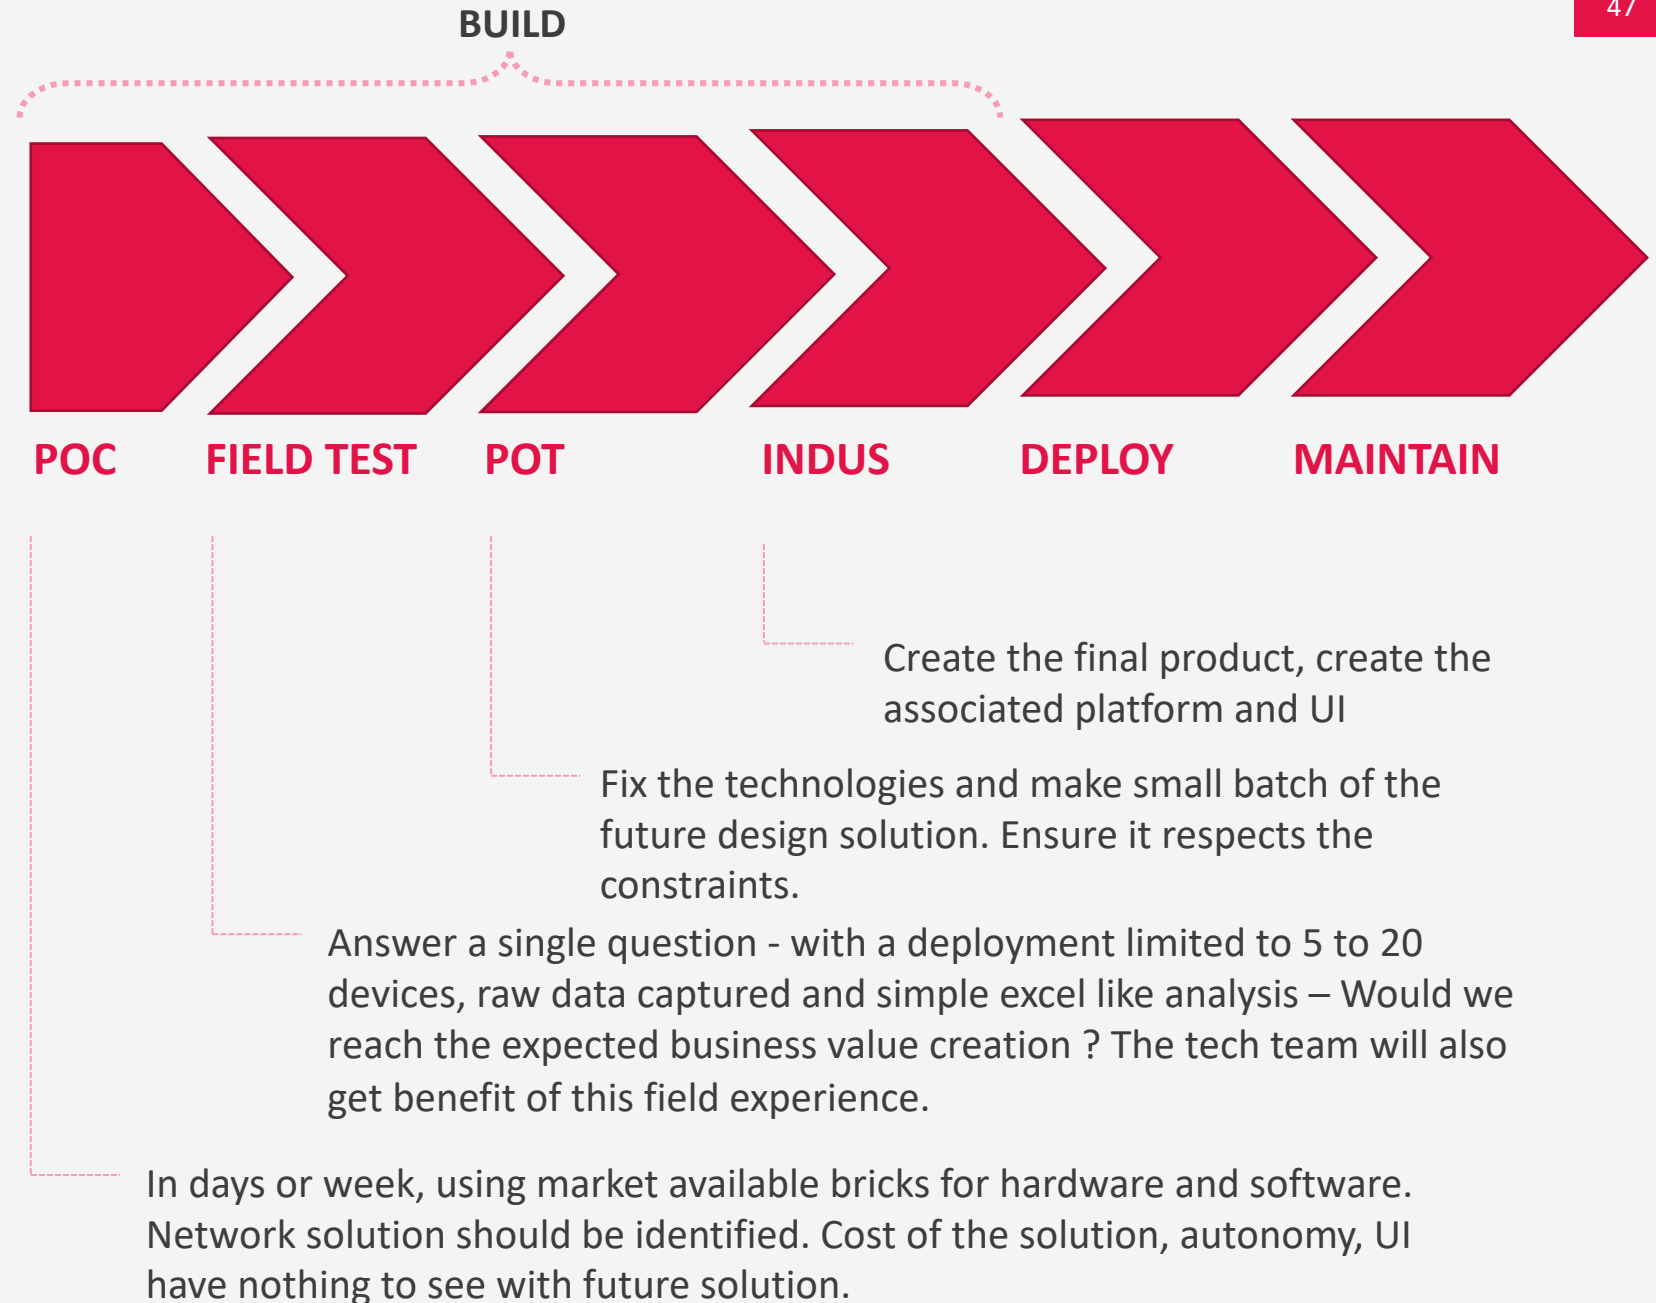 47
BUILD
POC
FIELD TEST
POT
INDUS
DEPLOY
MAINTAIN
Create the final product, create the
associated platform and UI
Fix the technologies and make small batch of the
future design solution. Ensure it respects the
constraints.
Answer a single question - with a deployment limited to 5 to 20
devices, raw data captured and simple excel like analysis – Would we
reach the expected business value creation ? The tech team will also
get benefit of this field experience.
In days or week, using market available bricks for hardware and software.
Network solution should be identified. Cost of the solution, autonomy, UI
have nothing to see with future solution.